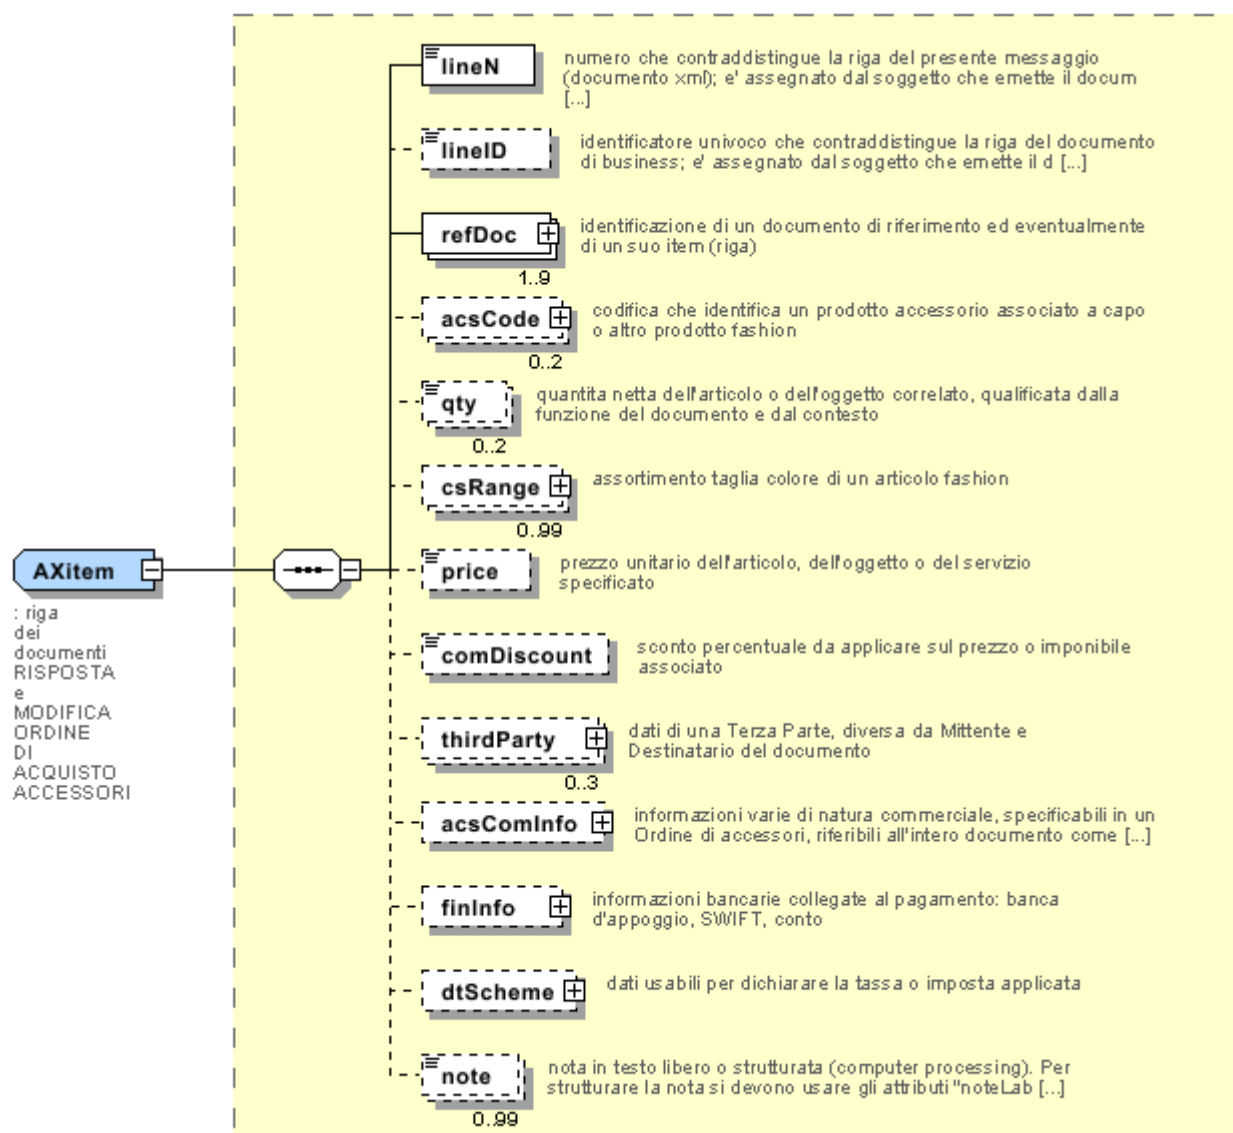 lineN
numero che contraddistingue la riga del presente messaggio
(documento xml); e' assegnato dal soggetto che emette il docum
[...]
lineID
identificatore univoco che contraddistingue la riga del documento
di business; e' assegnato dal soggetto che emette il d [...]
refDoc
identificazione di un documento di riferimento ed eventualmente
di un suo item (riga)
1..9
acsCode
codifica che identifica un prodotto accessorio associato a capo
o altro prodotto fashion
0..2
qty
quantita netta dell'articolo o dell'oggetto correlato, qualificata dalla
funzione del documento e dal contesto
0..2
csRange
assortimento taglia colore di un articolo fashion
0..99
AXitem
: riga
dei
documenti
RISPOSTA
e
MODIFICA
ORDINE
DI
ACQUISTO
ACCESSORI
price
prezzo unitario dell'articolo, dell'oggetto o del servizio
specificato
comDiscount
sconto percentuale da applicare sul prezzo o imponibile
associato
thirdParty
dati di una Terza Parte, diversa da Mittente e
Destinatario del documento
0..3
acsComInfo
informazioni varie di natura commerciale, specificabili in un
Ordine di accessori, riferibili all'intero documento come [...]
finInfo
informazioni bancarie collegate al pagamento: banca
d'appoggio, SWIFT, conto
dtScheme
dati usabili per dichiarare la tassa o imposta applicata
note
nota in testo libero o strutturata (computer processing). Per
strutturare la nota si devono usare gli attributi "noteLab [...]
0..99